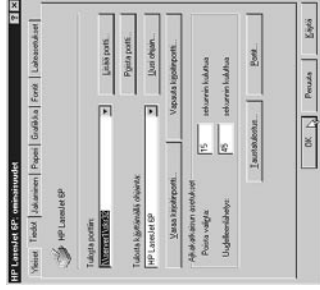 HP LaserJet 6P - ominaisuudet
Yleiset Tiedot Jakaminen Paperi Grafiikka Fontit Laiteasetukset
HP LaserJet 6P
Tulosta porttiin:
Lisää portti...
Poista portti...
Tulosta käyttämällä ohjainta:
HP LaserJet 6P
Uusi ohjain...
Varaa kirjoitinportti...
Vapauta kirjoitinportti...
Aikakatkaisun asetukset
Poista valinta: 15 sekunnin kuluttua
Uudelleenlähetys: 45 sekunnin kuluttua
Taustatulostus...
Portit...
OK
Peruuta
Käytä